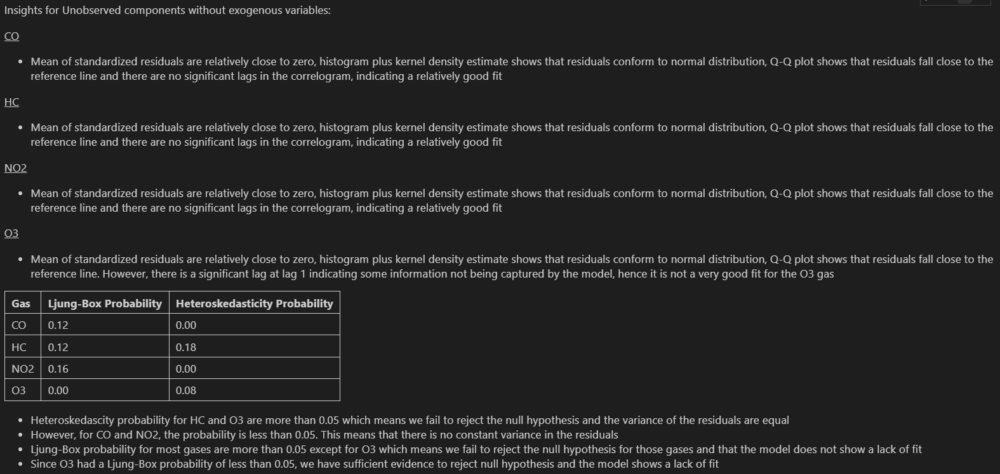 Insights for Unobserved components without exogenous variables:
CO
• Mean of standardized residuals are relatively close to zero, histogram plus kernel density estimate shows that residuals conform to normal distribution, Q-Q plot shows that residuals fall close to the
reference line and there are no significant lags in the correlogram, indicating a relatively good fit
HC
• Mean of standardized residuals are relatively close to zero, histogram plus kernel density estimate shows that residuals conform to normal distribution, Q-Q plot shows that residuals fall close to the
reference line and there are no significant lags in the correlogram, indicating a relatively good fit
NO2
• Mean of standardized residuals are relatively close to zero, histogram plus kernel density estimate shows that residuals conform to normal distribution, Q-Q plot shows that residuals fall close to the
reference line and there are no significant lags in the correlogram, indicating a relatively good fit
O3
• Mean of standardized residuals are relatively close to zero, histogram plus kernel density estimate shows that residuals conform to normal distribution, Q-Q plot shows that residuals fall close to the
reference line. However, there is a significant lag at lag 1 indicating some information not being captured by the model, hence it is not a very good fit for the O3 gas
Gas Ljung-Box Probability Heteroskedasticity Probability
CO 0.12 0.00
HC 0.12 0.18
NO2 0.16 0.00
O3 0.00 0.08
• Heteroskedascity probability for HC and O3 are more than 0.05 which means we fail to reject the null hypothesis and the variance of the residuals are equal
• However, for CO and NO2, the probability is less than 0.05. This means that there is no constant variance in the residuals
• Ljung-Box probability for most gases are more than 0.05 except for O3 which means we fail to reject the null hypothesis for those gases and that the model does not show a lack of fit
• Since O3 had a Ljung-Box probability of less than 0.05, we have sufficient evidence to reject null hypothesis and the model shows a lack of fit